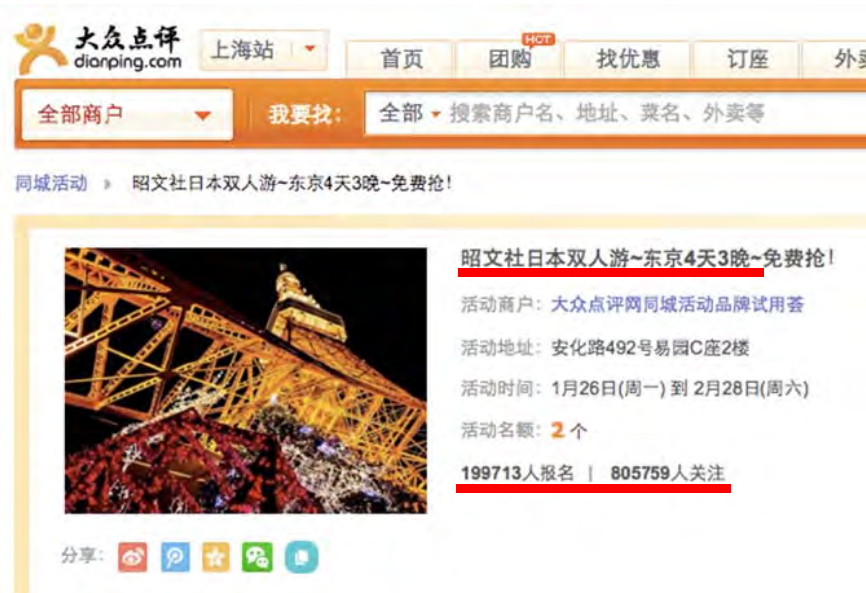 大众点评
dianping.com
上海站
首页
团购
HOT
找优惠
订座
外卖
全部商户
我要找：
全部
搜索商户名、地址、菜名、外卖等
同城活动 » 昭文社日本双人游~东京4天3晚~免费抢！
昭文社日本双人游~东京4天3晚~免费抢！
活动商户：大众点评网同城活动品牌试用荟
活动地址：安化路492号易园C座2楼
活动时间：1月26日(周一) 到 2月28日(周六)
活动名额：2 个
199713人报名 | 805759人关注
分享：